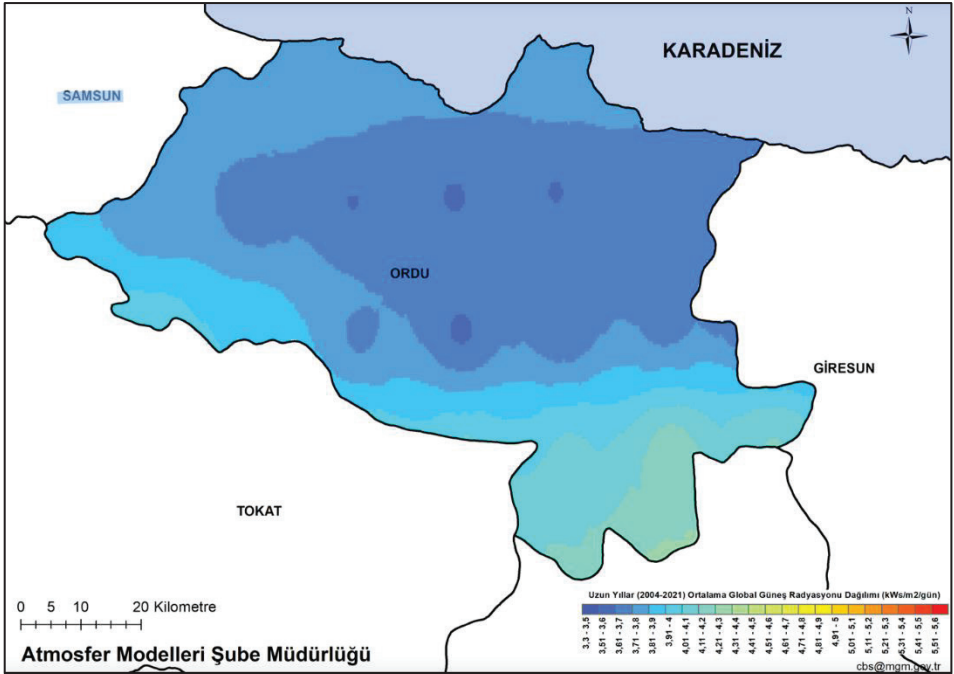 N
KARADENİZ
SAMSUN
ORDU
GİRESUN
TOKAT
Uzun Yıllar (2004-2021) Ortalama Global Güneş Radyasyonu Dağılımı (kWs/m2/gün)
0 5 10 20 Kilometre
3,3 - 3,5
3,51 - 3,6
3,61 - 3,7
3,71 - 3,8
3,81 - 3,9
3,91 - 4
4,01 - 4,1
4,11 - 4,2
4,21 - 4,3
4,31 - 4,4
4,41 - 4,5
4,51 - 4,6
4,61 - 4,7
4,71 - 4,8
4,81 - 4,9
4,91 - 5
5,01 - 5,1
5,11 - 5,2
5,21 - 5,3
5,31 - 5,4
5,41 - 5,5
5,51 - 5,6
Atmosfer Modelleri Şube Müdürlüğü
cbs@mgm.gov.tr